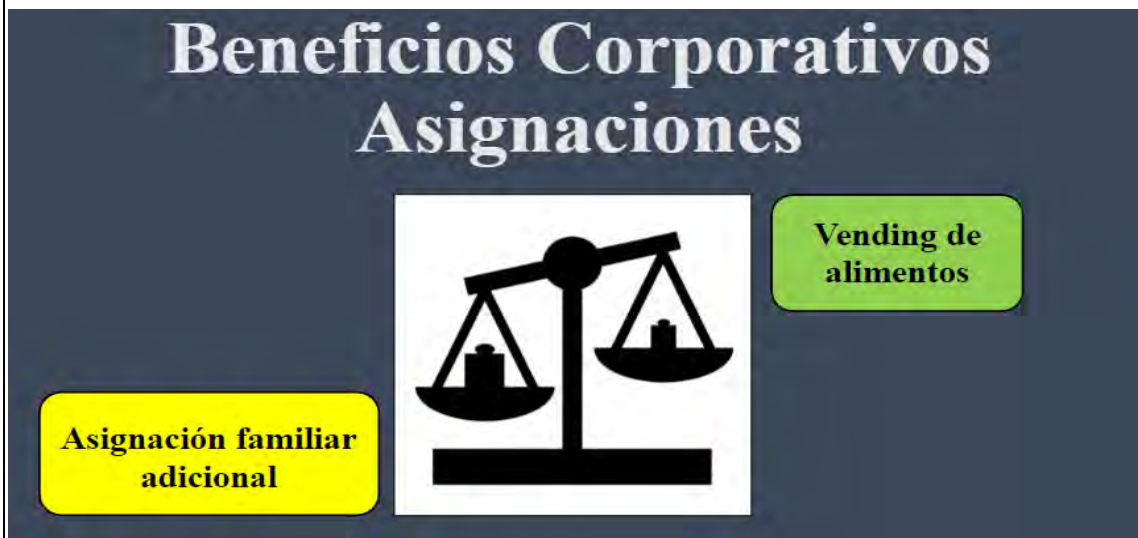 Beneficios Corporativos
Asignaciones
Vending de
alimentos
Asignación familiar
adicional